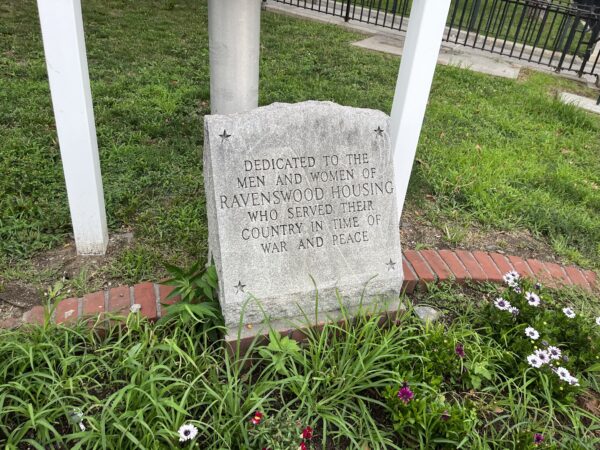 DEDICATED TO THE
MEN AND WOMEN OF
RAVENSWOOD HOUSING
WHO SERVED THEIR
COUNTRY IN TIME OF
WAR AND PEACE